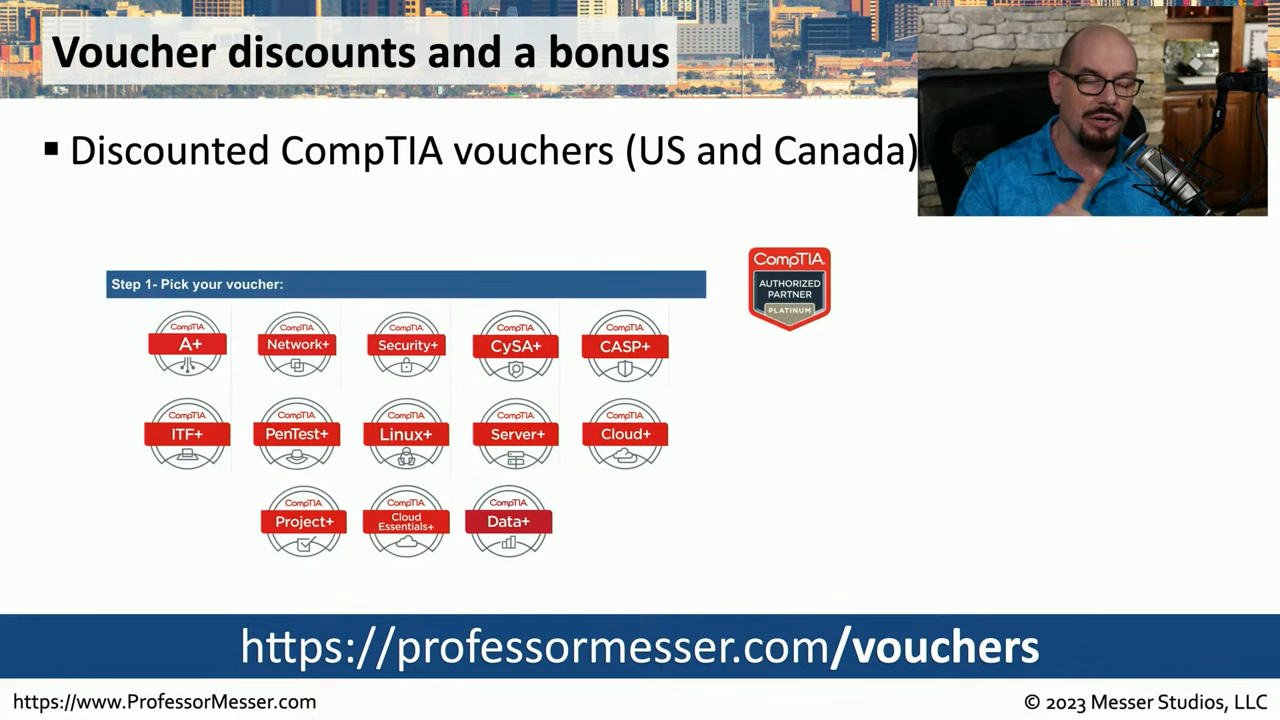 Voucher discounts and a bonus
▪ Discounted CompTIA vouchers (US and Canada)
Step 1- Pick your voucher:
CompTIA AUTHORIZED PARTNER PLATINUM
CompTIA A+
CompTIA Network+
CompTIA Security+
CompTIA CySA+
CompTIA CASP+
CompTIA ITF+
CompTIA PenTest+
CompTIA Linux+
CompTIA Server+
CompTIA Cloud+
CompTIA Project+
CompTIA Cloud Essentials+
CompTIA Data+
https://professormesser.com/vouchers
https://www.ProfessorMesser.com
© 2023 Messer Studios, LLC